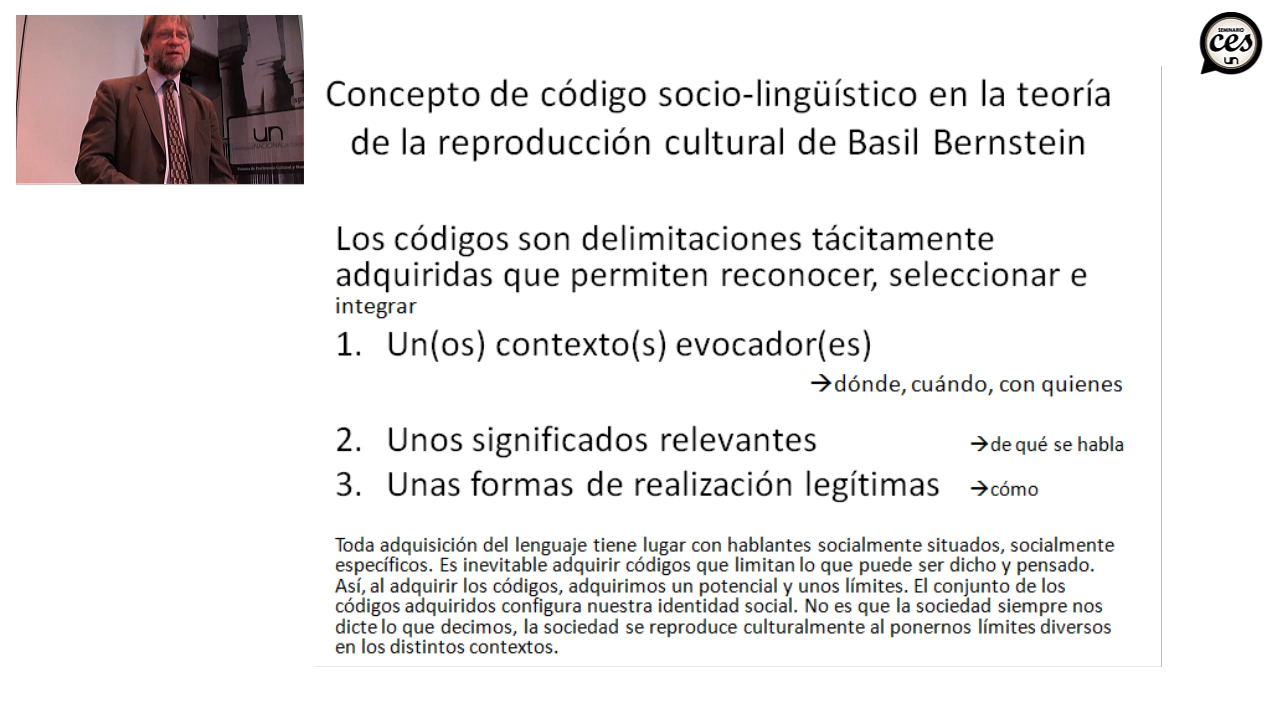 SEMINARIO
ces
un
Concepto de código socio-lingüístico en la teoría
de la reproducción cultural de Basil Bernstein
un
Los códigos son delimitaciones tácitamente
adquiridas que permiten reconocer, seleccionar e
integrar
1. Un(os) contexto(s) evocador(es)
→dónde, cuándo, con quienes
2. Unos significados relevantes →de qué se habla
3. Unas formas de realización legítimas →cómo
Toda adquisición del lenguaje tiene lugar con hablantes socialmente situados, socialmente
específicos. Es inevitable adquirir códigos que limitan lo que puede ser dicho y pensado.
Así, al adquirir los códigos, adquirimos un potencial y unos límites. El conjunto de los
códigos adquiridos configura nuestra identidad social. No es que la sociedad siempre nos
dicte lo que decimos, la sociedad se reproduce culturalmente al ponernos límites diversos
en los distintos contextos.